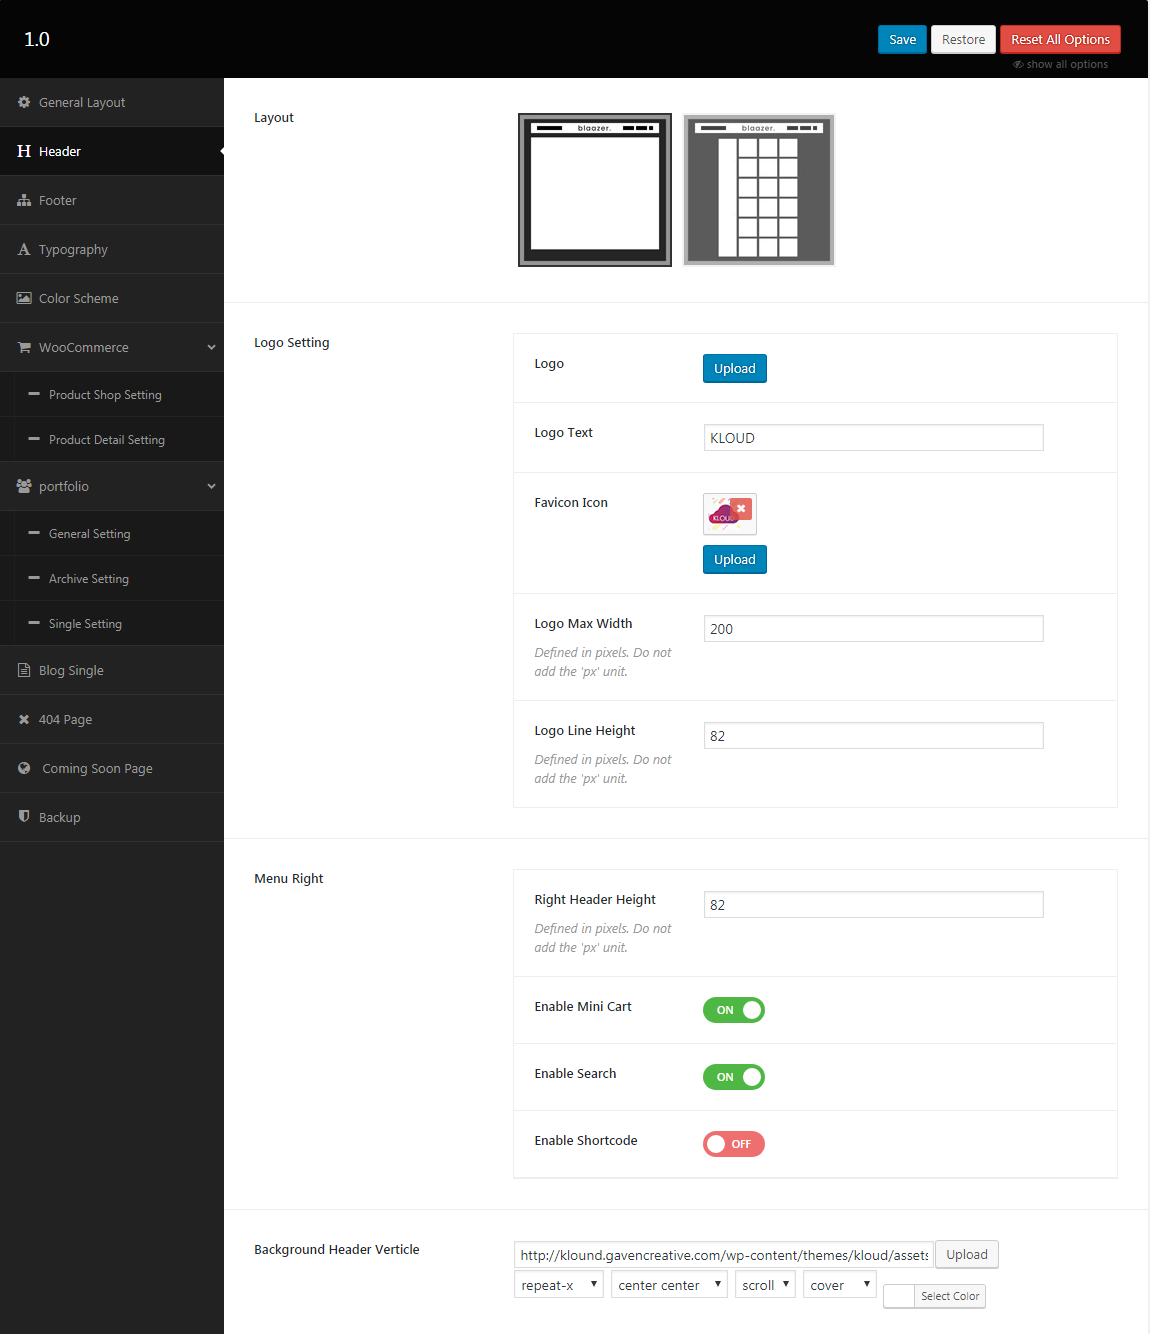 1.0
Save
Restore
Reset All Options
show all options
General Layout
Header
Footer
Typography
Color Scheme
WooCommerce
Product Shop Setting
Product Detail Setting
portfolio
General Setting
Archive Setting
Single Setting
Blog Single
404 Page
Coming Soon Page
Backup
Layout
blaazer.
blaazer.
Logo Setting
Logo
Upload
Logo Text
KLOUD
Favicon Icon
KLOU
Upload
Logo Max Width
200
Defined in pixels. Do not
add the 'px' unit.
Logo Line Height
82
Defined in pixels. Do not
add the 'px' unit.
Menu Right
Right Header Height
82
Defined in pixels. Do not
add the 'px' unit.
Enable Mini Cart
ON
Enable Search
ON
Enable Shortcode
OFF
Background Header Verticle
http://klound.gavencreative.com/wp-content/themes/kloud/assets
Upload
repeat-x
center center
scroll
cover
Select Color